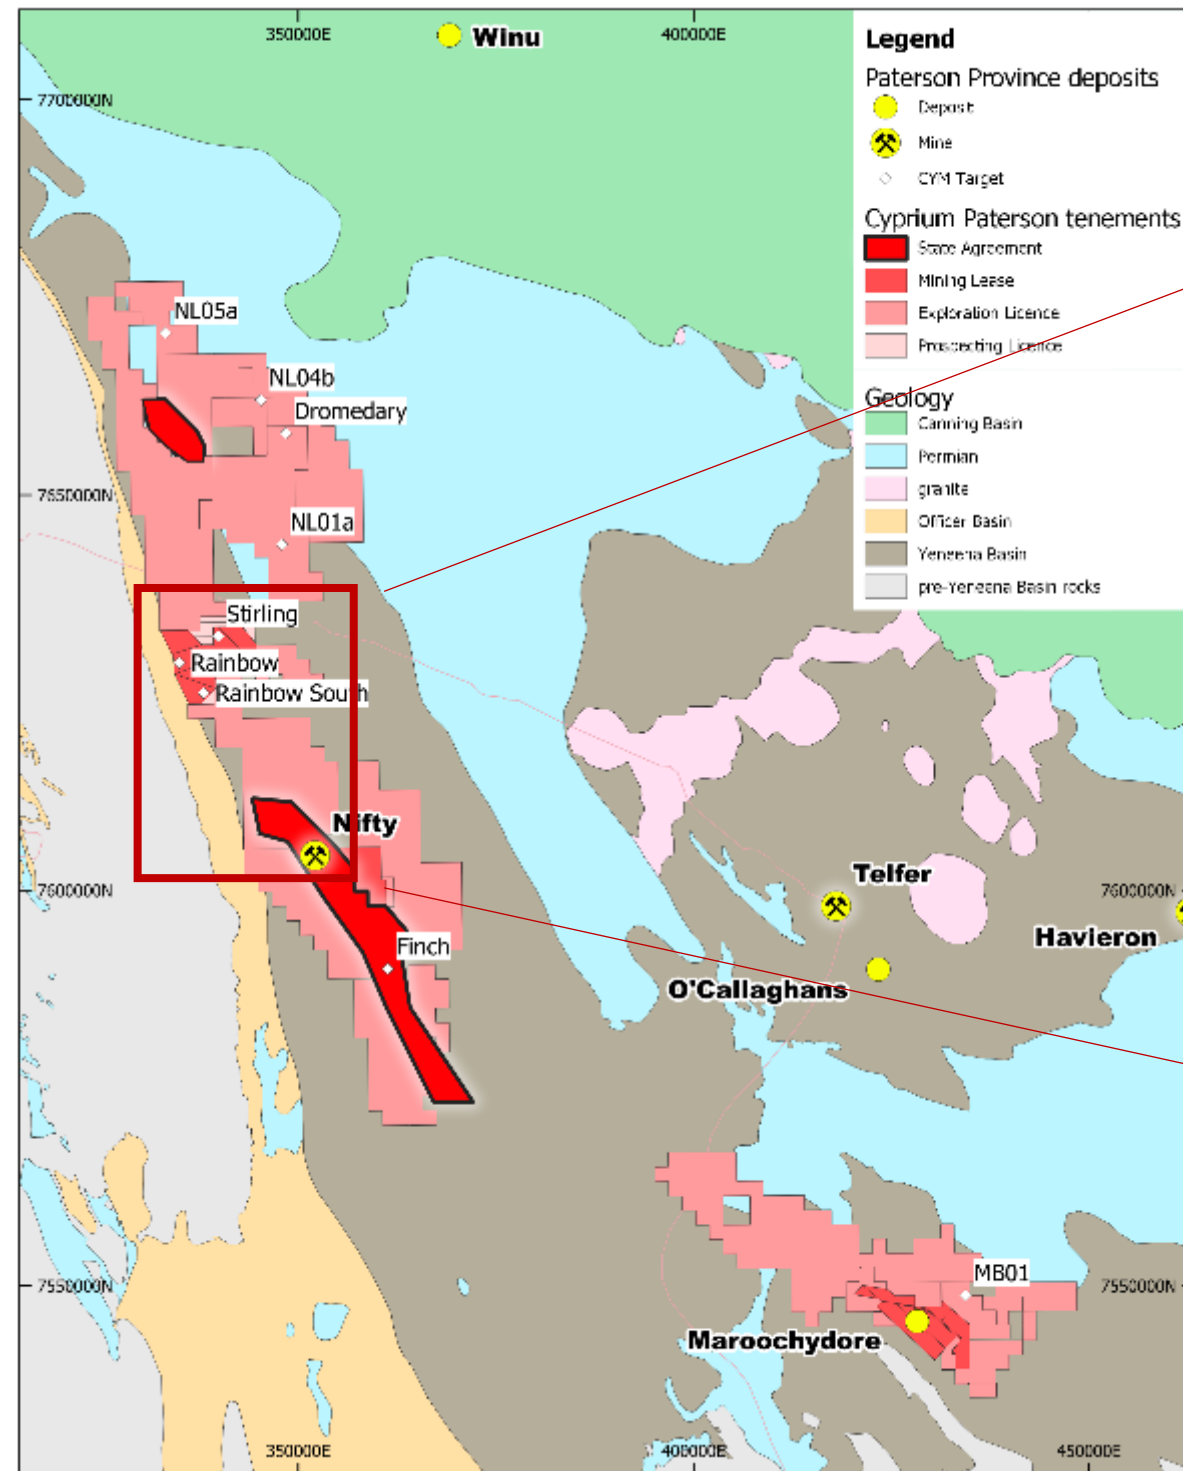 350000E
Winu
400000E
7700000N
Legend
Paterson Province deposits
Deposit
Mine
CYM Target
Cyprium Paterson tenements
State Agreement
Mining Lease
Exploration Licence
Prospecting Licence
Geology
Canning Basin
Permian
granite
Officer Basin
Yeneena Basin
pre-Yeneena Basin rocks
NL05a
NL04b
Dromedary
7650000N
NL01a
Stirling
Rainbow
Rainbow South
Nifty
Telfer
7600000N
7600000N
Havieron
Finch
O'Callaghans
MB01
7550000N
7550000N
Maroochydore
350000E
400000E
450000E